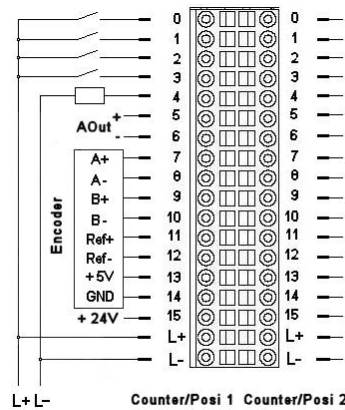 0 0
1 1
2 2
3 3
4 4
AOut + 5 5
- 6 6
Encoder
A+ 7 7
A- 8 8
B+ 9 9
B- 10 10
Ref+ 11 11
Ref- 12 12
+5V 13 13
GND 14 14
+ 24V 15 15
L+ L+
L- L-
L+ L- Counter/Posi 1 Counter/Posi 2